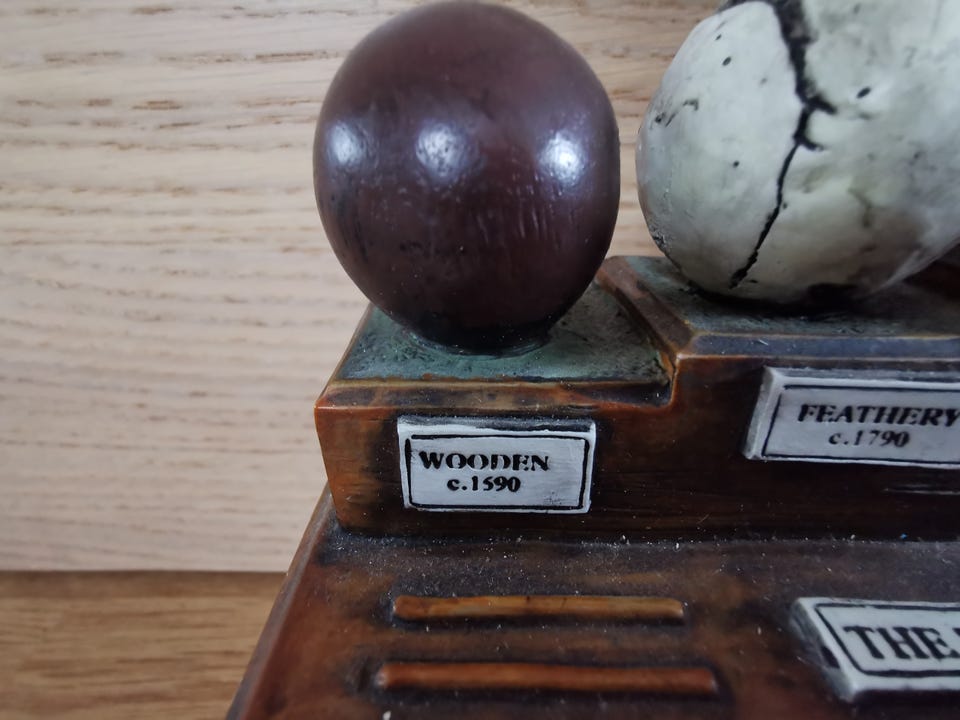 WOODEN
c.1590
FEATHERY
c.1790
THE